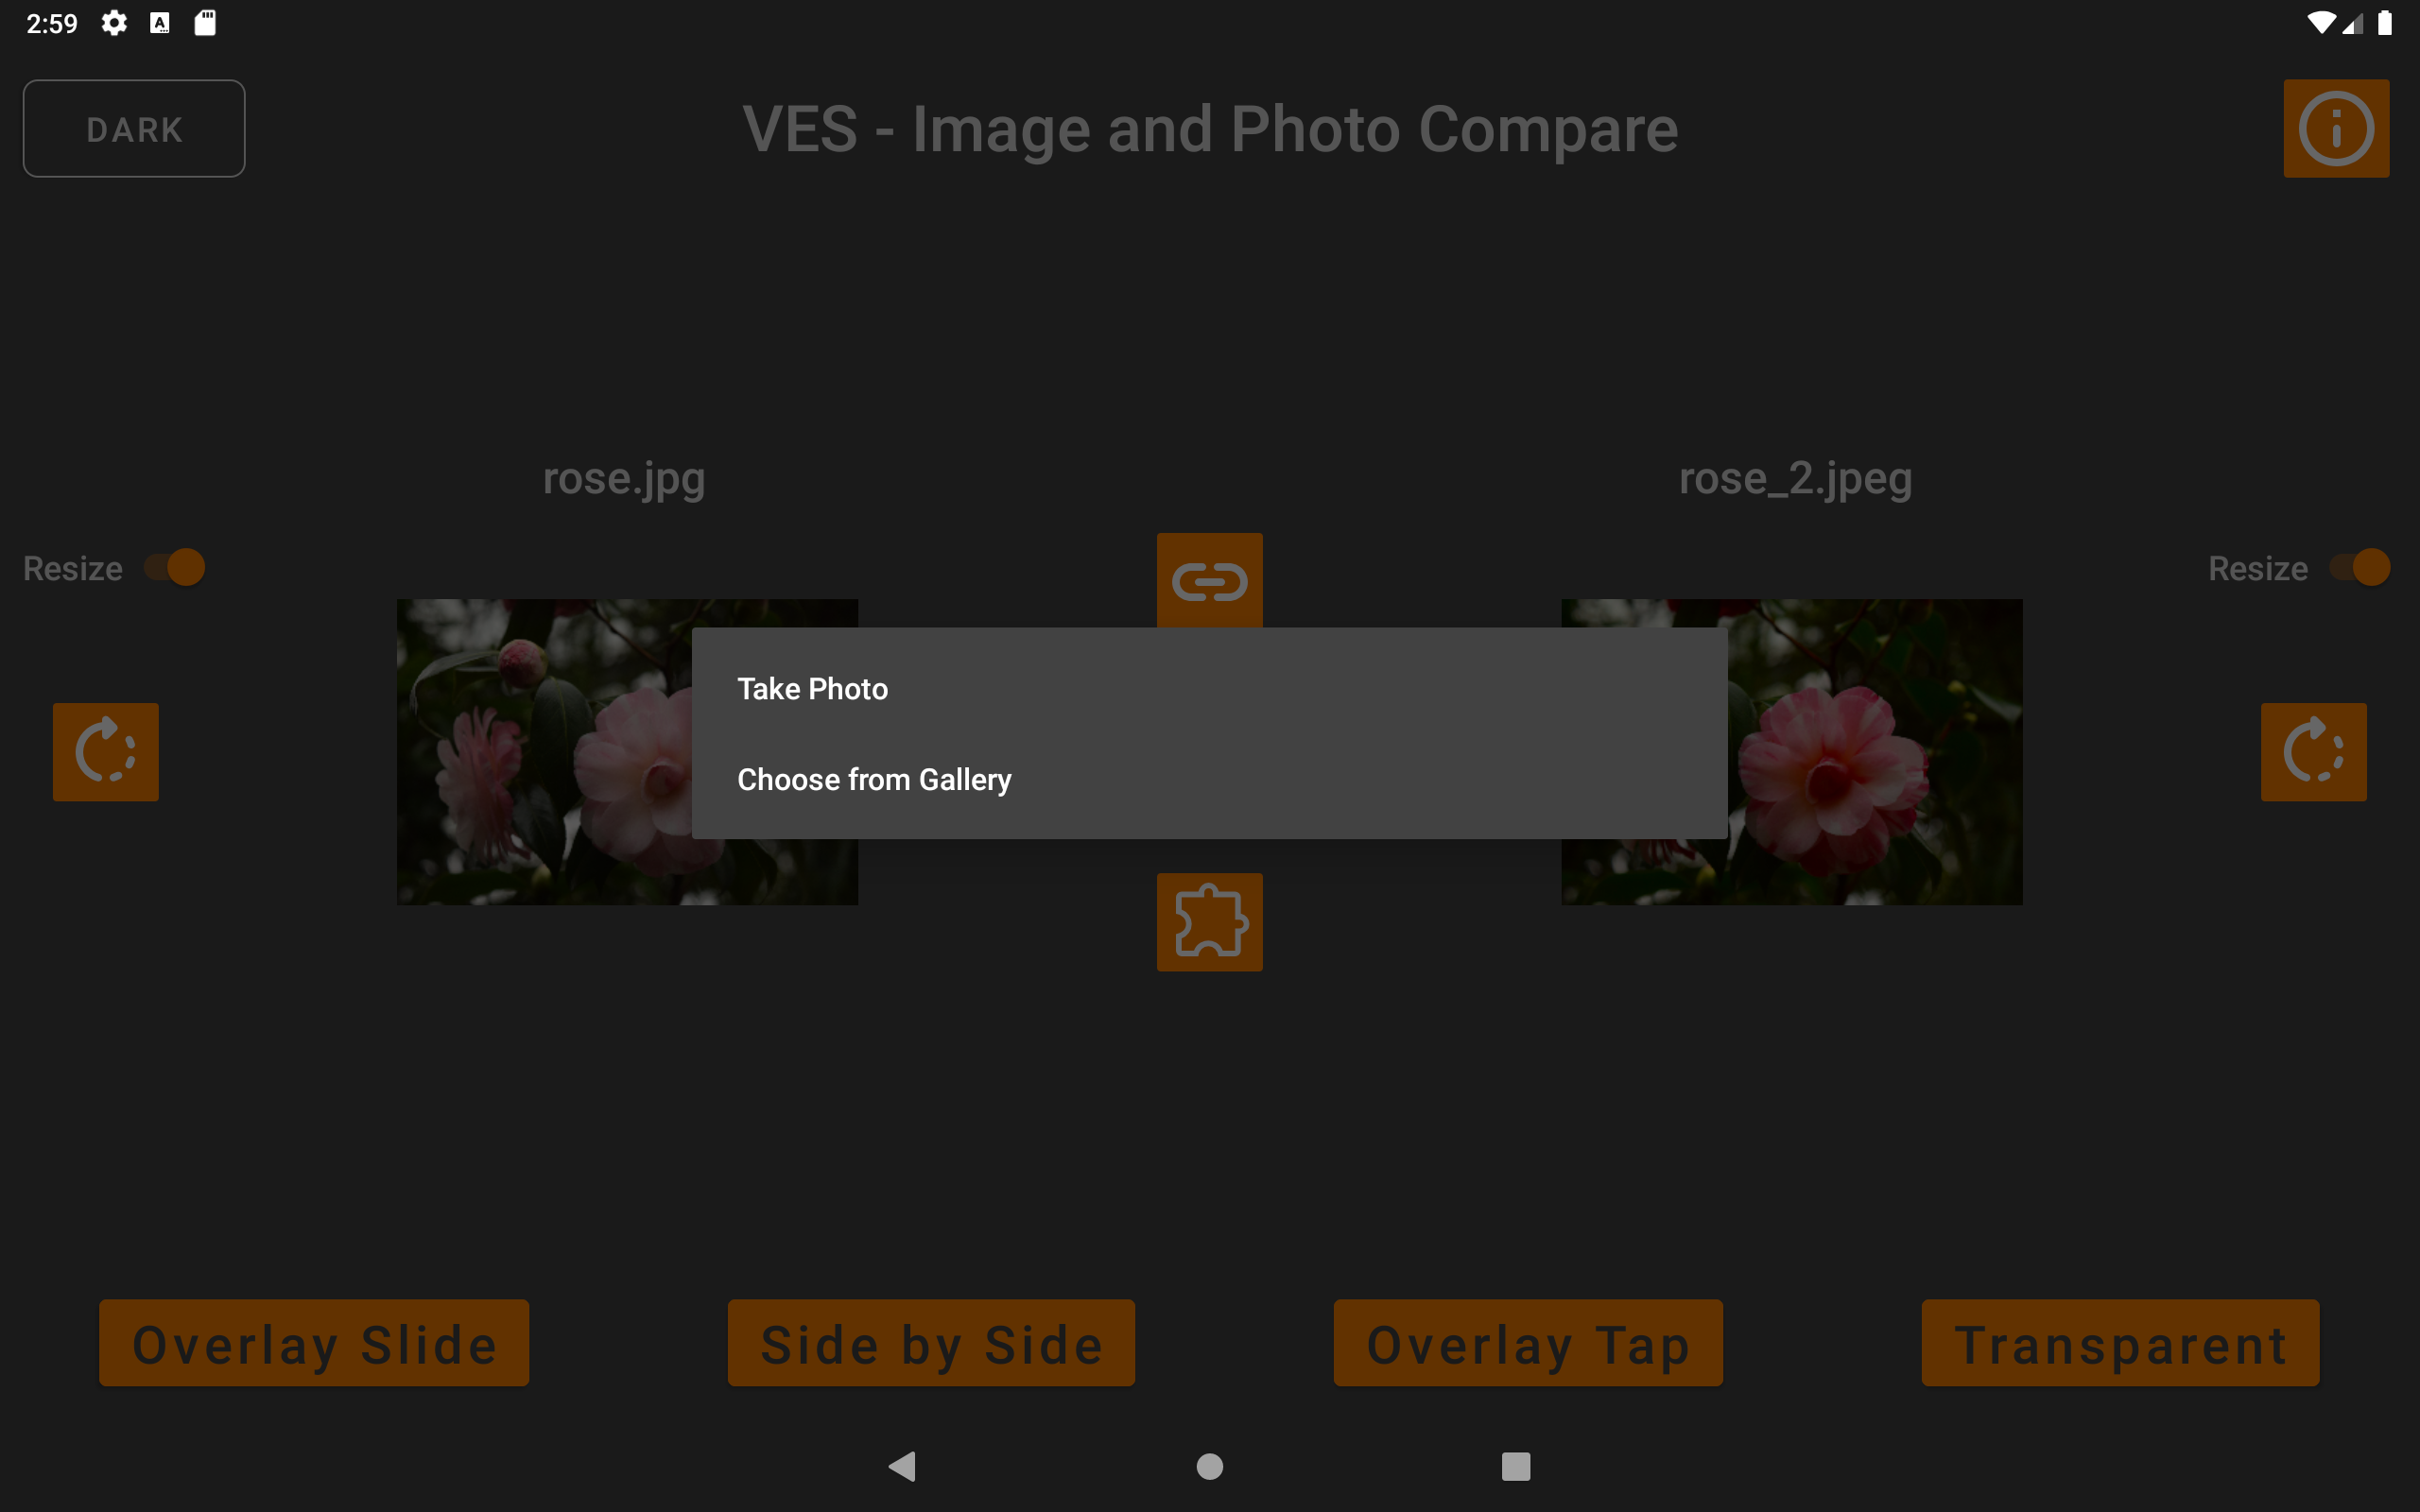 2:59
DARK
VES - Image and Photo Compare
rose.jpg
rose_2.jpeg
Resize
Resize
Take Photo
Choose from Gallery
Overlay Slide
Side by Side
Overlay Tap
Transparent